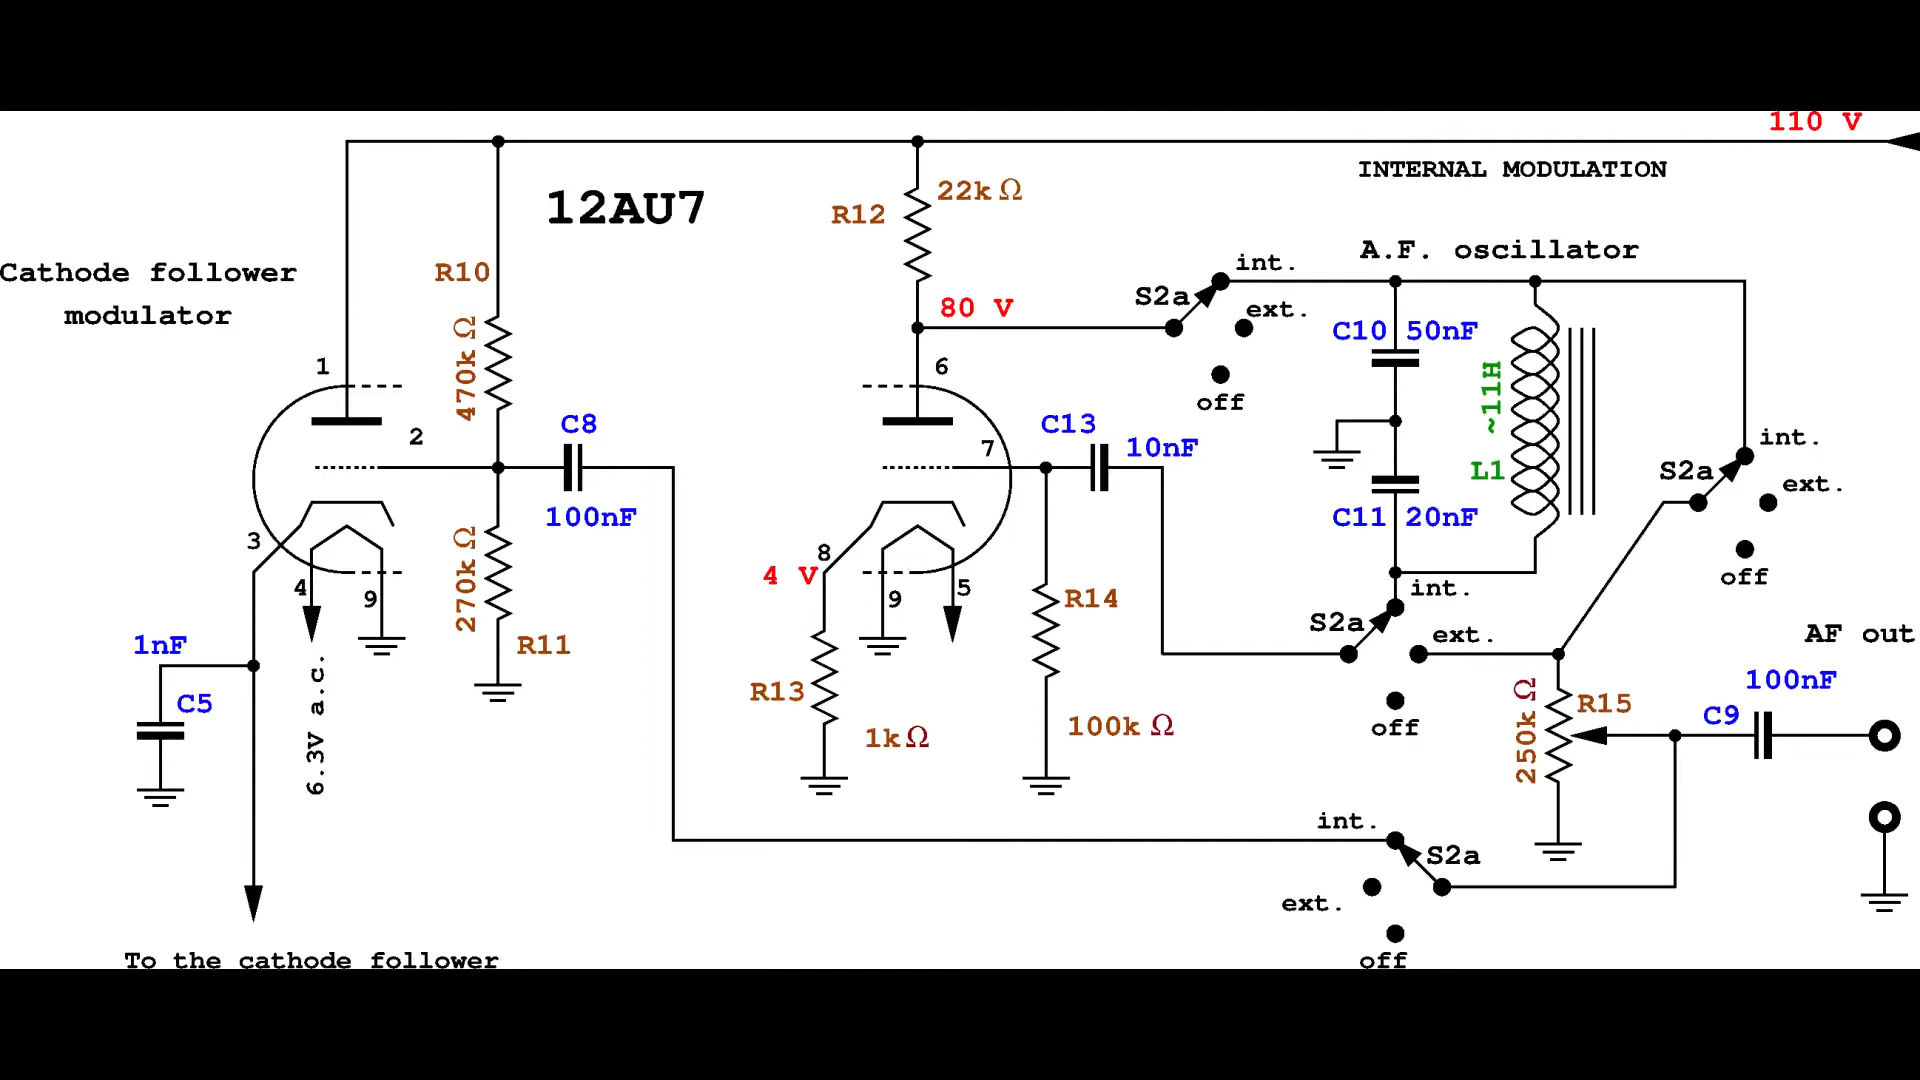 110 V
INTERNAL MODULATION
12AU7
R12
22k Ω
Cathode follower
modulator
R10
470k Ω
80 V
S2a
int.
ext.
off
A.F. oscillator
C10 50nF
~11H
L1
C11 20nF
1
2
3
4
9
C8
100nF
6
7
8
9
5
C13
10nF
4 V
int.
S2a
ext.
off
270k Ω
R11
R14
100k Ω
R13
1k Ω
1nF
C5
6.3V a.c.
int.
S2a
ext.
off
AF out
100nF
C9
R15
250k Ω
int.
S2a
ext.
off
To the cathode follower